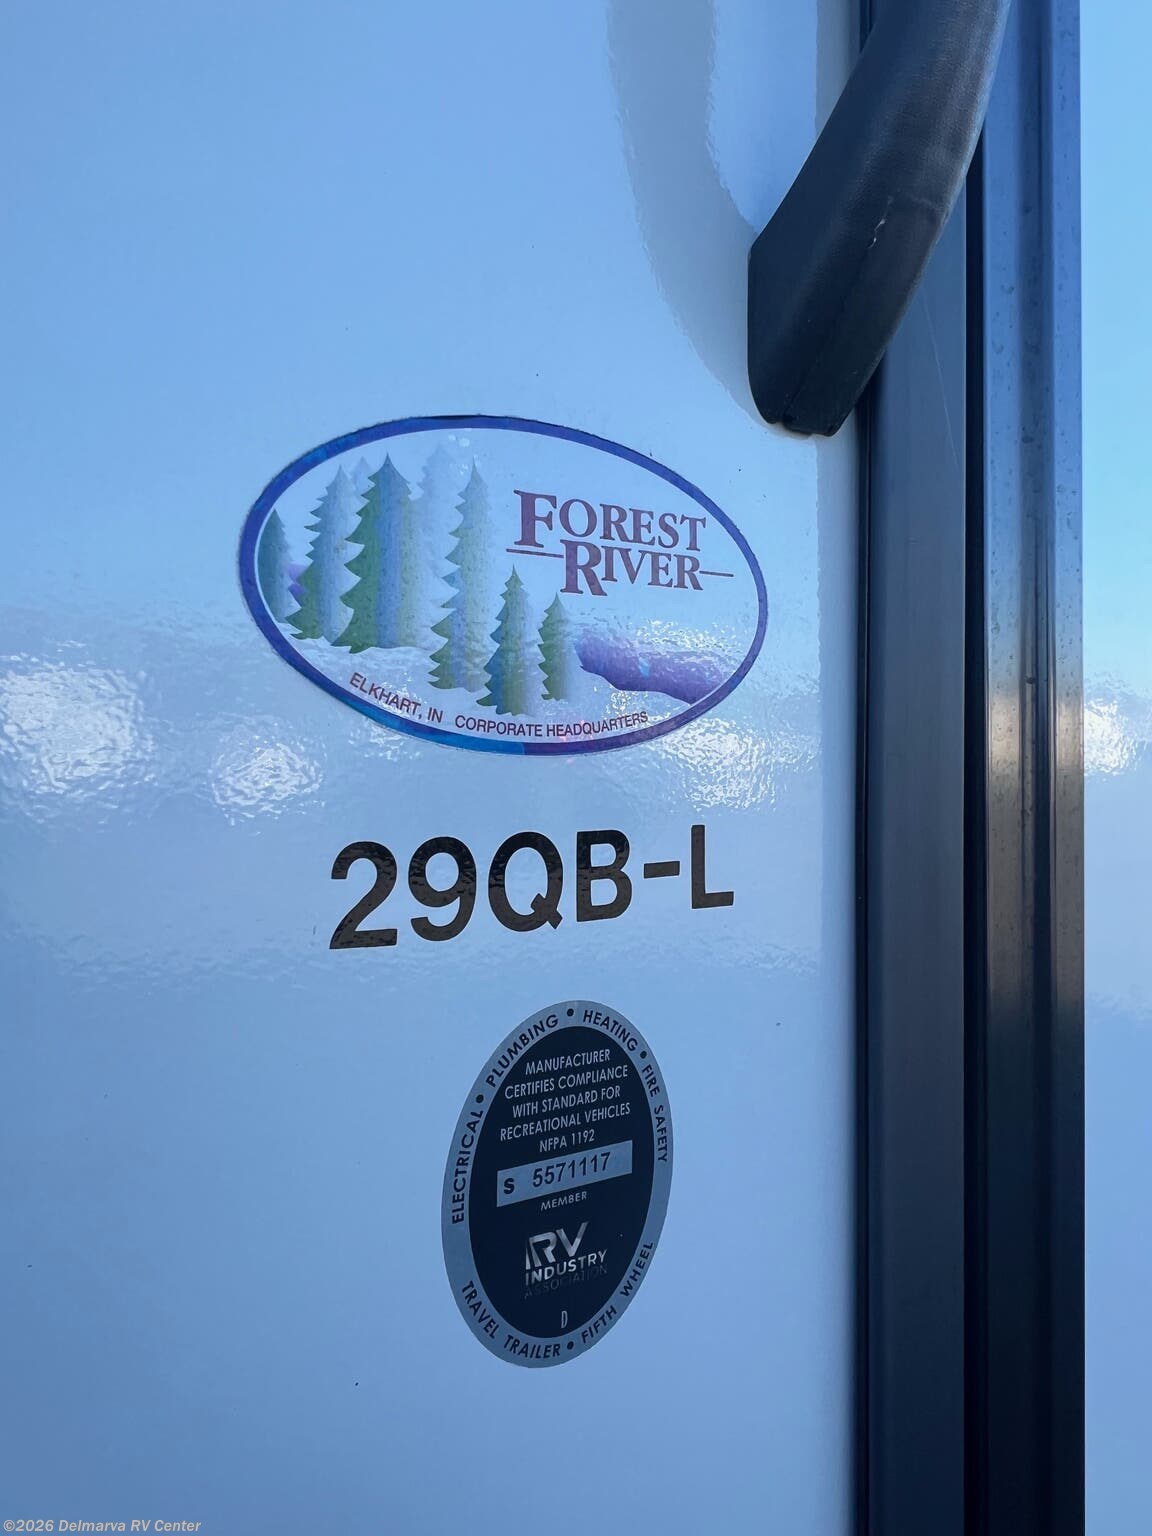 FOREST
RIVER
ELKHART, IN CORPORATE HEADQUARTERS
29QB-L
ELECTRICAL • PLUMBING • HEATING • FIRE SAFETY
MANUFACTURER
CERTIFIES COMPLIANCE
WITH STANDARD FOR
RECREATIONAL VEHICLES
NFPA 1192
S 5571117
MEMBER
RV
INDUSTRY
ASSOCIATION
D
TRAVEL TRAILER • FIFTH WHEEL
©2026 Delmarva RV Center